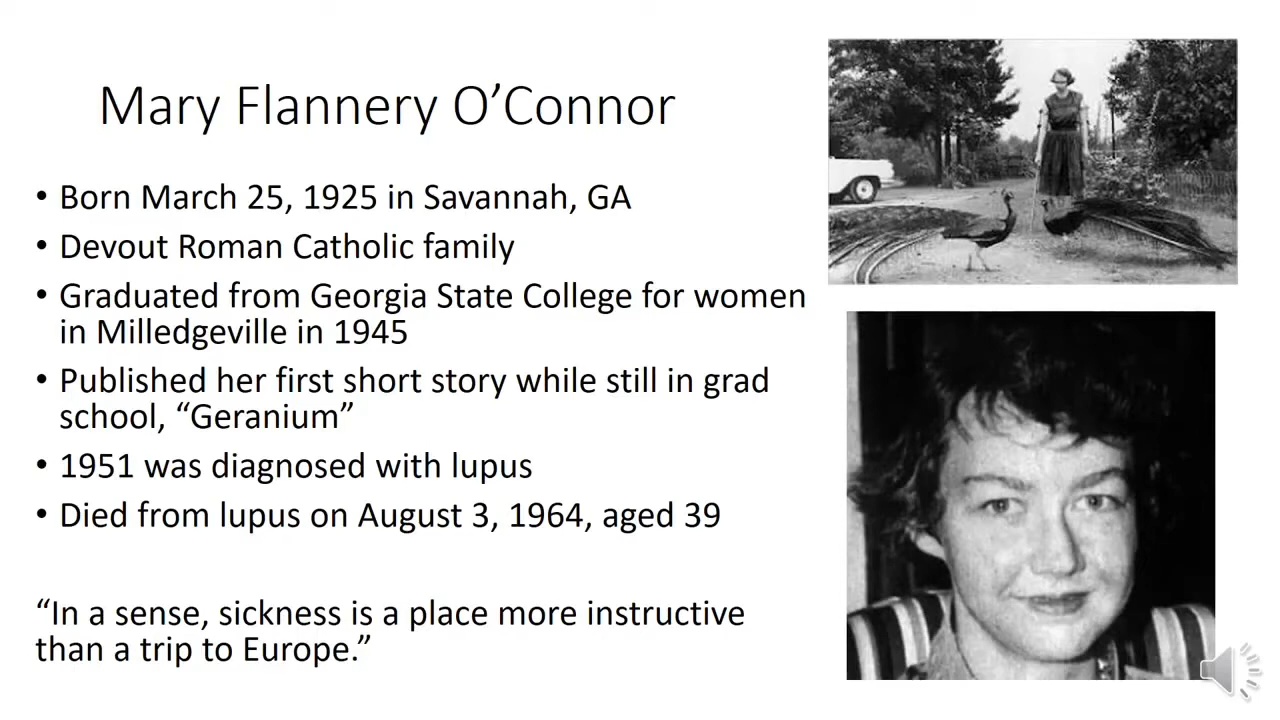 Mary Flannery O’Connor
• Born March 25, 1925 in Savannah, GA
• Devout Roman Catholic family
• Graduated from Georgia State College for women
in Milledgeville in 1945
• Published her first short story while still in grad
school, “Geranium”
• 1951 was diagnosed with lupus
• Died from lupus on August 3, 1964, aged 39
“In a sense, sickness is a place more instructive
than a trip to Europe.”